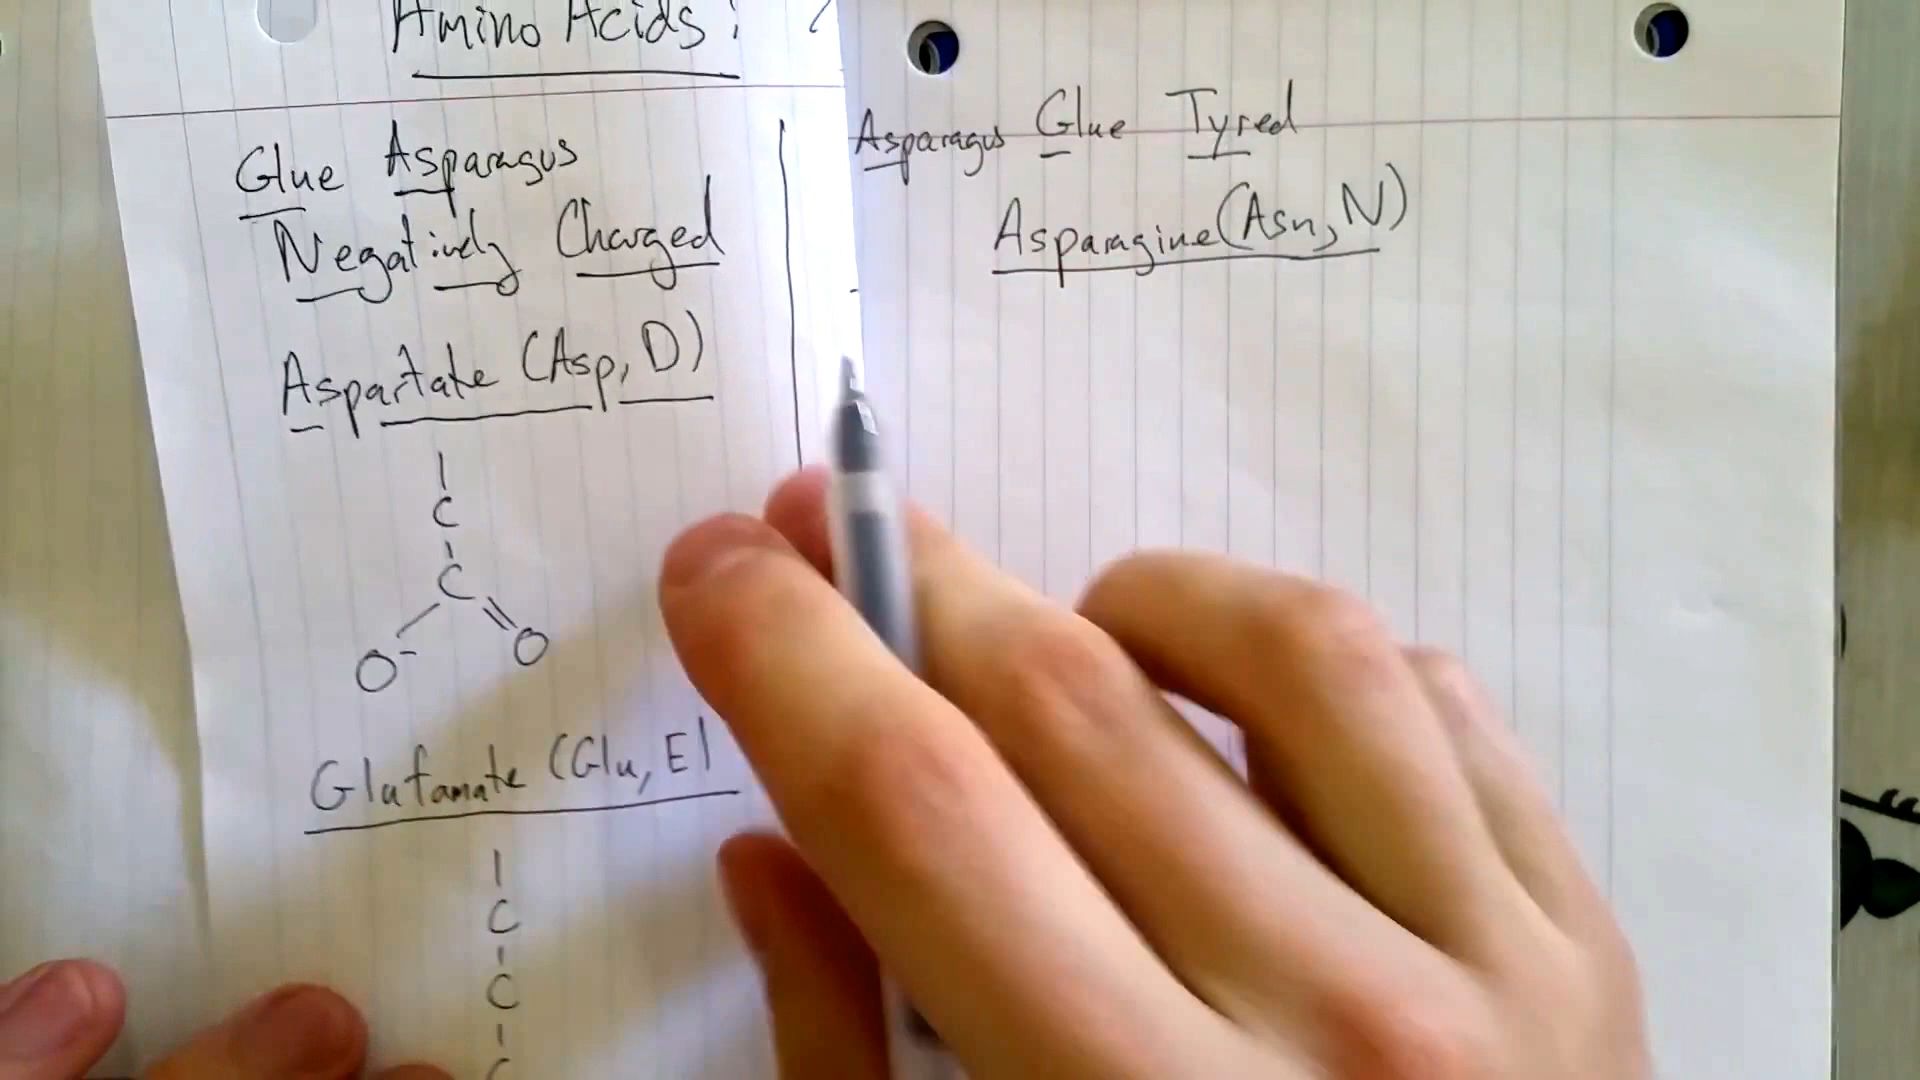 Amino Acids:
Glue Asparagus
Negatively Charged
Aspartate (Asp, D)
C
C
O- O
Glutamate (Glu, E)
C
C
C
Asparagus Glue Tyred
Asparagine (Asn, N)